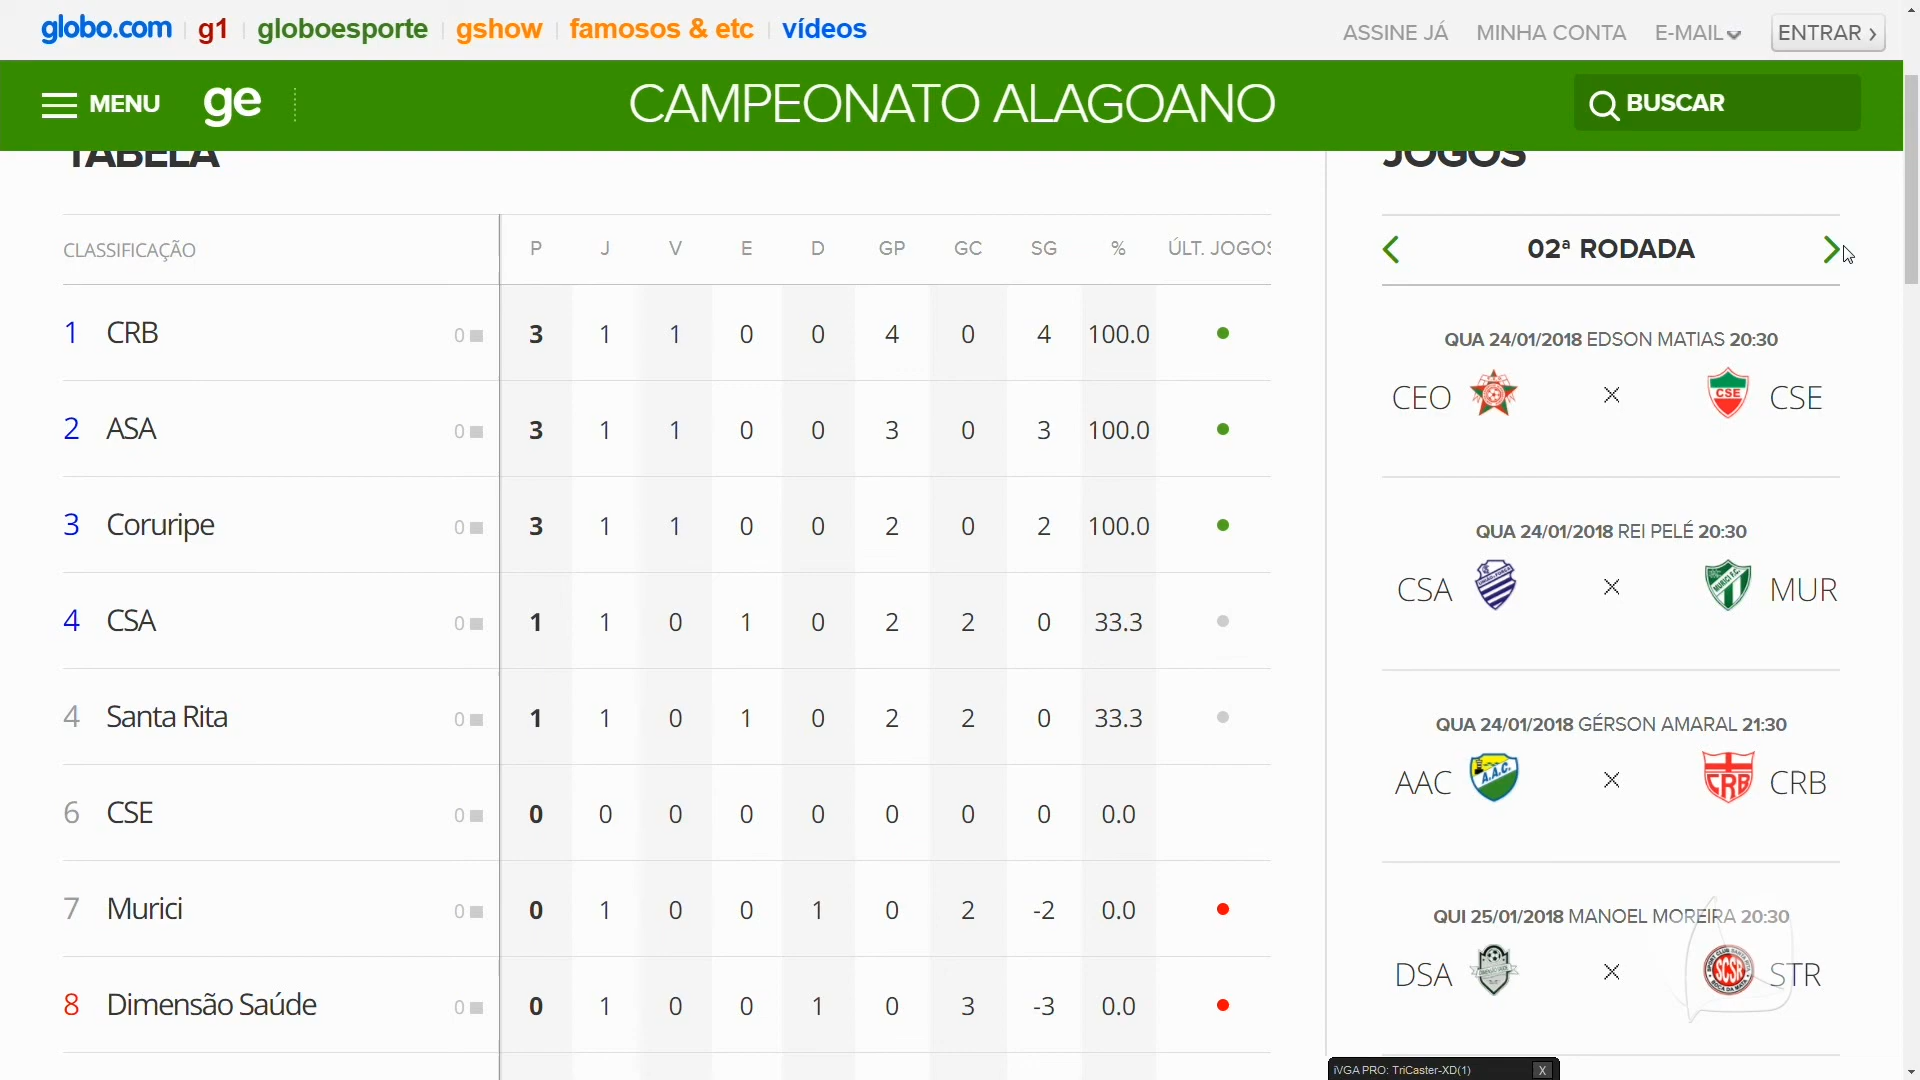 globo.com g1 globoesporte gshow famosos & etc vídeos ASSINE JÁ MINHA CONTA E-MAIL ENTRAR ›
MENU ge CAMPEONATO ALAGOANO BUSCAR
TABELA
CLASSIFICAÇÃO P J V E D GP GC SG % ÚLT. JOGOS
1 CRB 0 3 1 1 0 0 4 0 4 100.0
2 ASA 0 3 1 1 0 0 3 0 3 100.0
3 Coruripe 0 3 1 1 0 0 2 0 2 100.0
4 CSA 0 1 1 0 1 0 2 2 0 33.3
4 Santa Rita 0 1 1 0 1 0 2 2 0 33.3
6 CSE 0 0 0 0 0 0 0 0 0 0.0
7 Murici 0 0 1 0 0 1 0 2 -2 0.0
8 Dimensão Saúde 0 0 1 0 0 1 0 3 -3 0.0
JOGOS
02ª RODADA
QUA 24/01/2018 EDSON MATIAS 20:30
CEO × CSE CSE
QUA 24/01/2018 REI PELÉ 20:30
CSA × MUR
QUA 24/01/2018 GÉRSON AMARAL 21:30
AAC A.A.C. × CRB CRB
QUI 25/01/2018 MANOEL MOREIRA 20:30
DSA × SCSR STR
iVGA PRO: TriCaster-XD(1) X